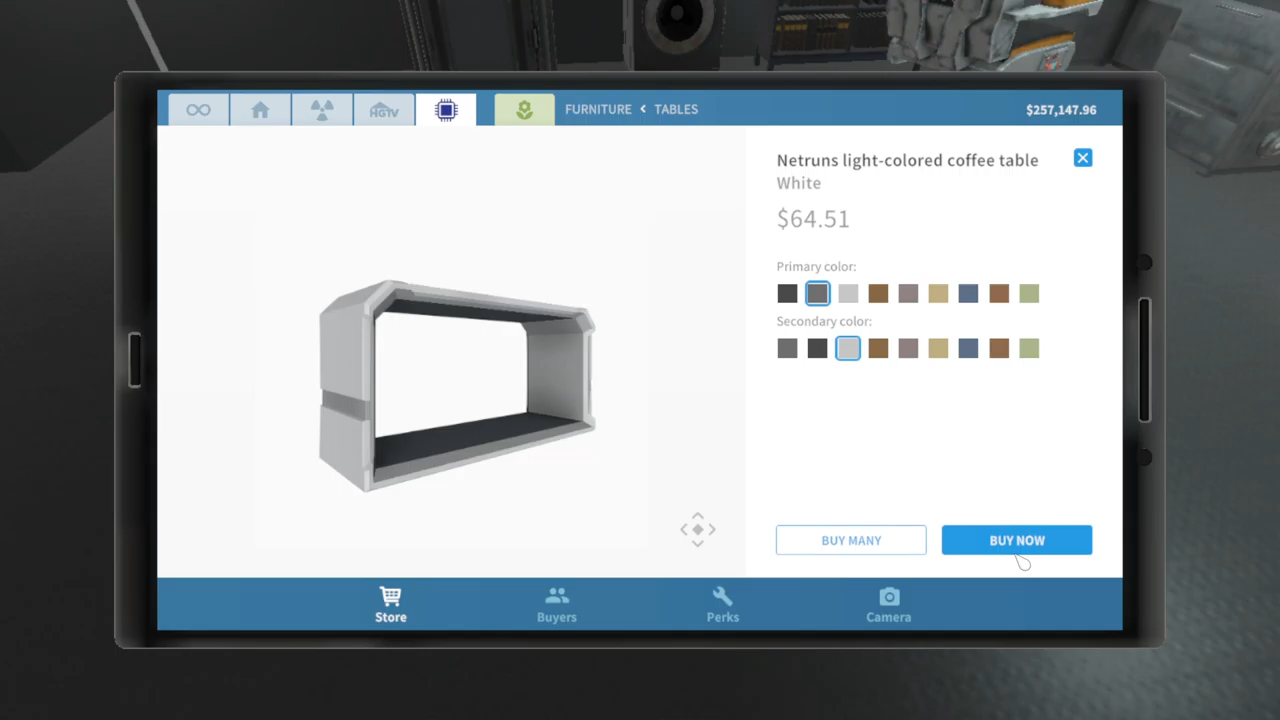 HGTV
FURNITURE < TABLES
$257,147.96
Netruns light-colored coffee table
White
$64.51
Primary color:
Secondary color:
BUY MANY
BUY NOW
Store
Buyers
Perks
Camera